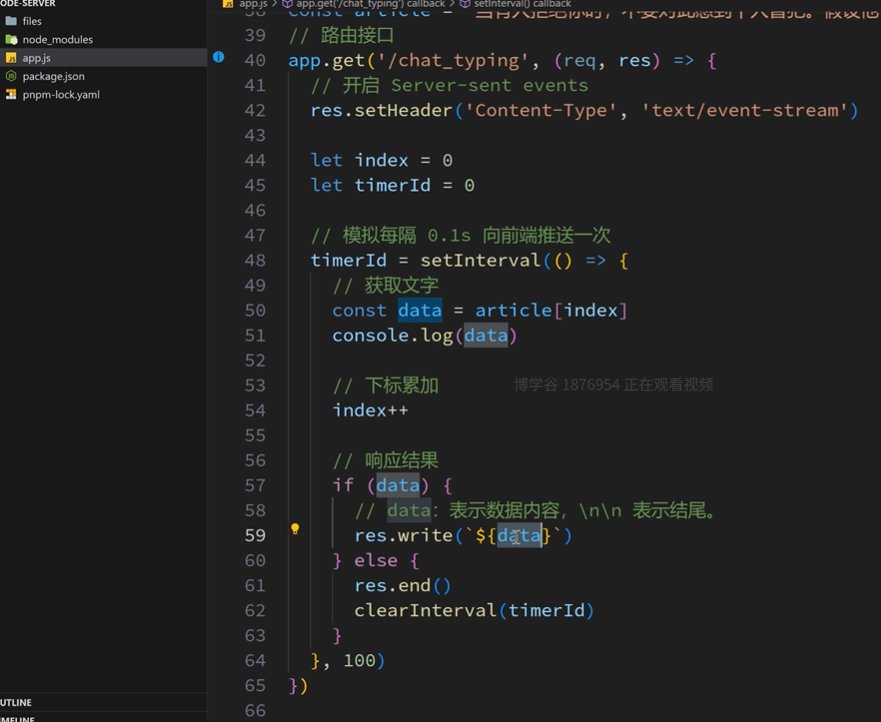 ODE-SERVER
files
node_modules
app.js
package.json
pnpm-lock.yaml
UTLINE
app.js > app.get('/chat_typing') callback > setInterval() callback
39 // 路由接口
40 app.get('/chat_typing', (req, res) => {
41 // 开启 Server-sent events
42 res.setHeader('Content-Type', 'text/event-stream')
43
44 let index = 0
45 let timerId = 0
46
47 // 模拟每隔 0.1s 向前端推送一次
48 timerId = setInterval(() => {
49 // 获取文字
50 const data = article[index]
51 console.log(data)
52
53 // 下标累加
博学谷 1876954 正在观看视频
54 index++
55
56 // 响应结果
57 if (data) {
58 // data: 表示数据内容，\n\n 表示结尾。
59 res.write(`${data}`)
60 } else {
61 res.end()
62 clearInterval(timerId)
63 }
64 }, 100)
65 })
66